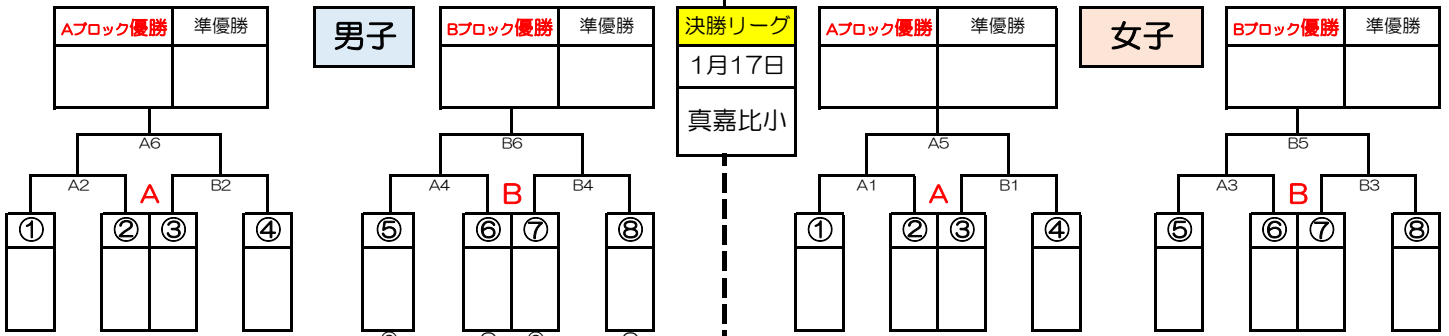 Aブロック優勝 準優勝 男子 Bブロック優勝 準優勝 決勝リーグ Aブロック優勝 準優勝 女子 Bブロック優勝 準優勝
1月17日
真嘉比小
A6 B6 A5 B5
A2 A B2 A4 B B4 A1 A B1 A3 B B3
① ② ③ ④ ⑤ ⑥ ⑦ ⑧ ① ② ③ ④ ⑤ ⑥ ⑦ ⑧